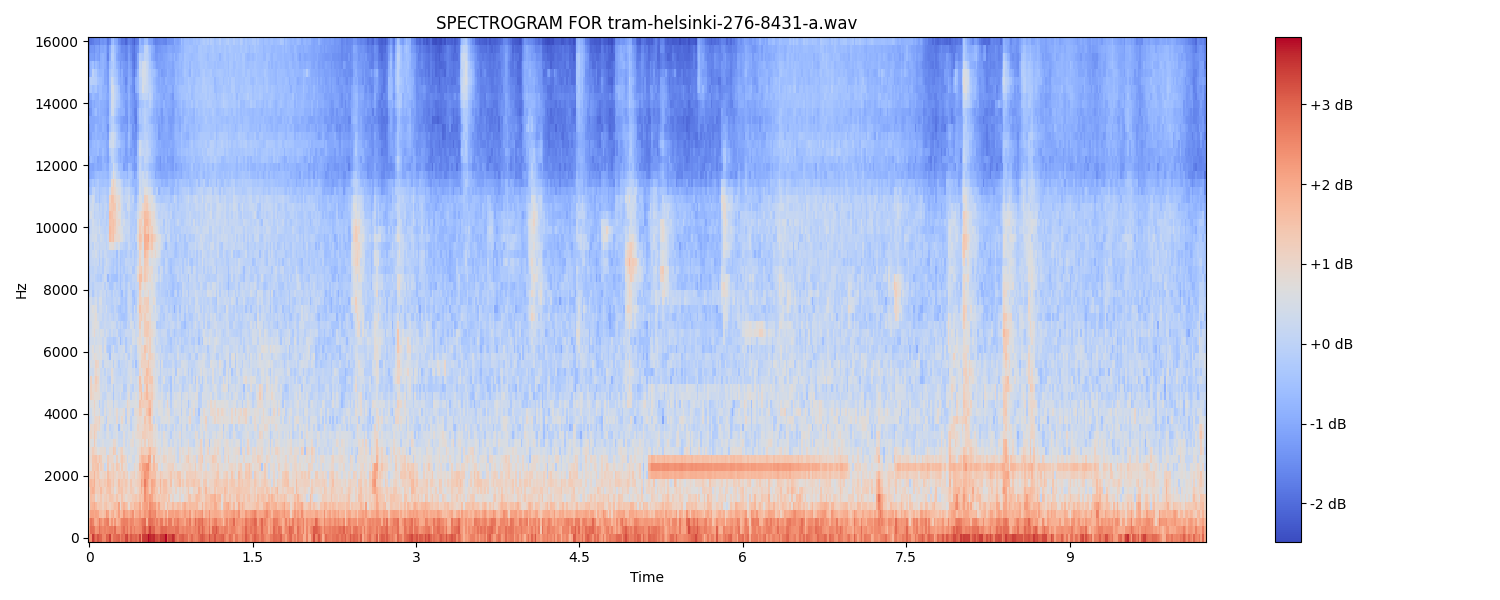 SPECTROGRAM FOR tram-helsinki-276-8431-a.wav
16000
14000
12000
10000
8000
6000
4000
2000
0
Hz
0 1.5 3 4.5 6 7.5 9
Time
+3 dB
+2 dB
+1 dB
+0 dB
-1 dB
-2 dB